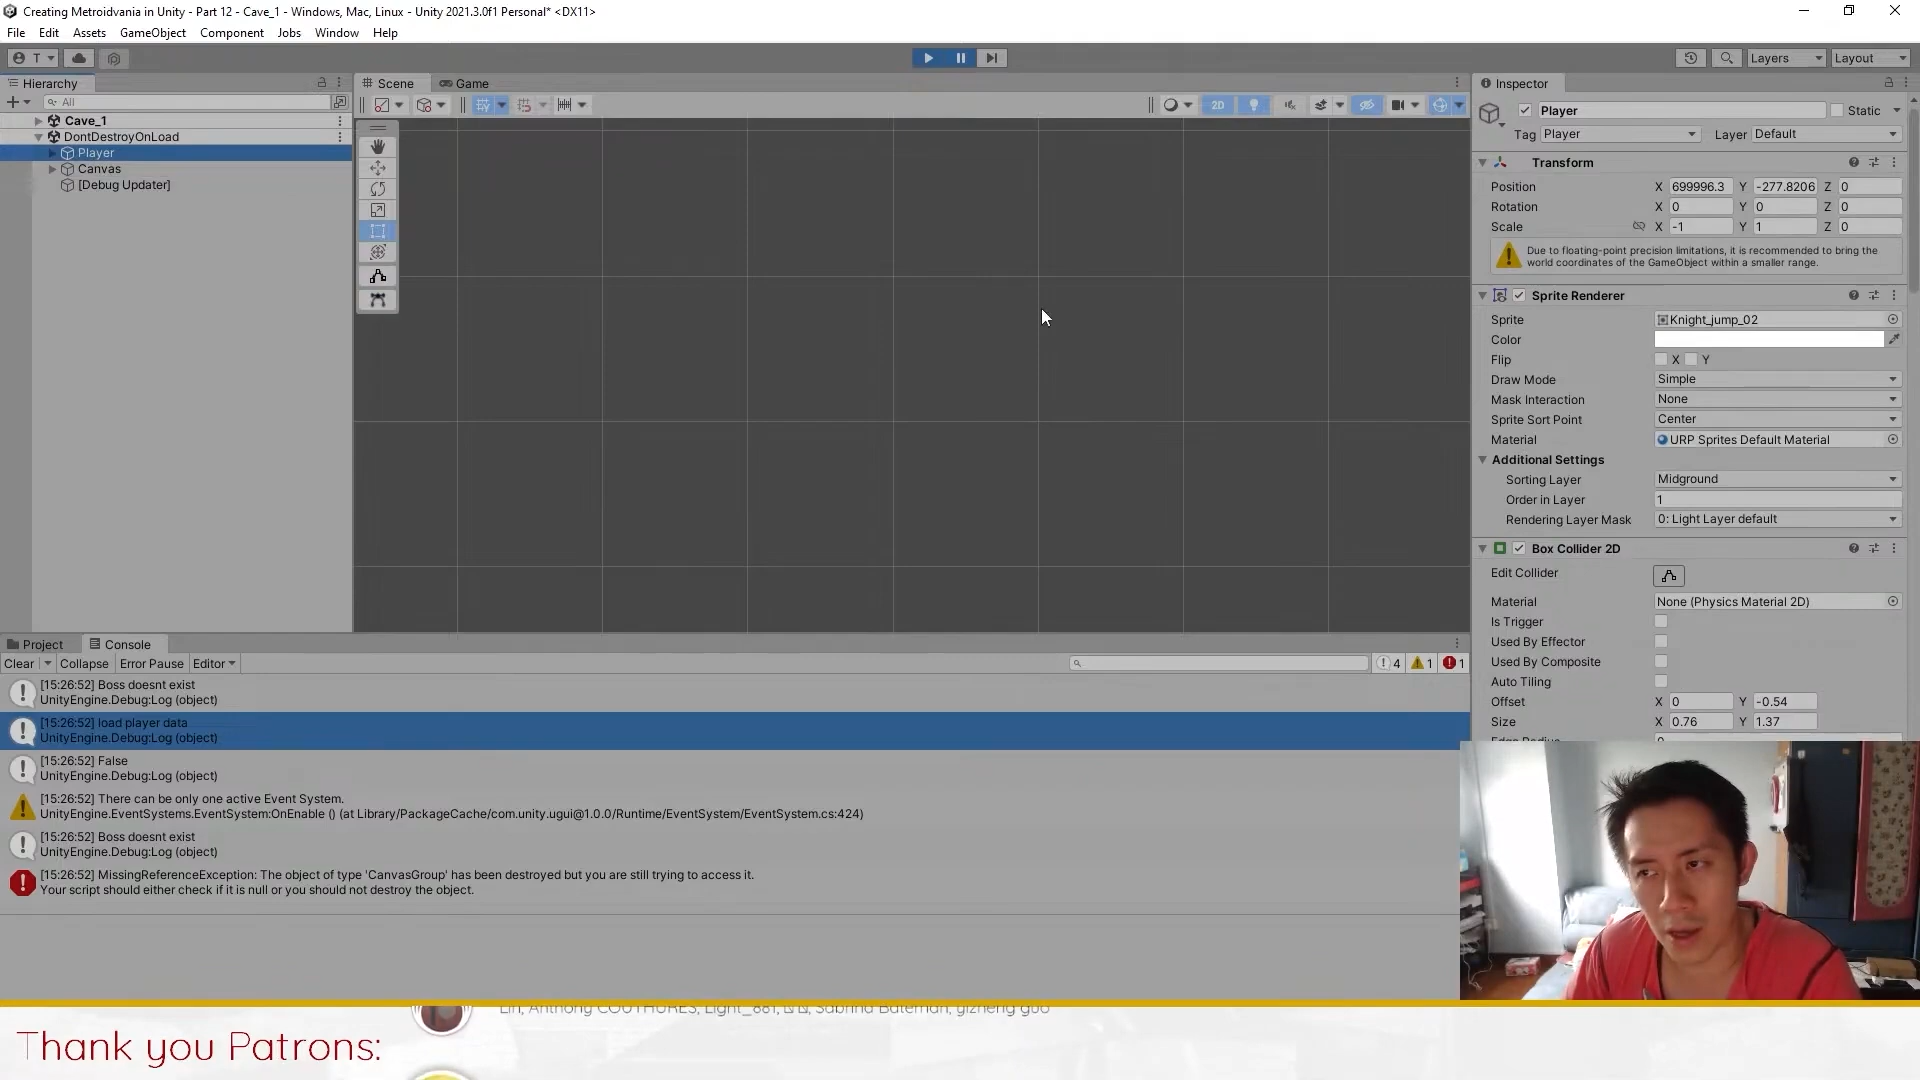 Creating Metroidvania in Unity - Part 12 - Cave_1 - Windows, Mac, Linux - Unity 2021.3.0f1 Personal* <DX11>
File Edit Assets GameObject Component Jobs Window Help
T Layers Layout
Hierarchy
All
Cave_1
DontDestroyOnLoad
Player
Canvas
[Debug Updater]
Scene Game
2D
Inspector
Player Static
Tag Player Layer Default
Transform
Position X 699996.3 Y -277.8206 Z 0
Rotation X 0 Y 0 Z 0
Scale X -1 Y 1 Z 0
Due to floating-point precision limitations, it is recommended to bring the
world coordinates of the GameObject within a smaller range.
Sprite Renderer
Sprite Knight_jump_02
Color
Flip X Y
Draw Mode Simple
Mask Interaction None
Sprite Sort Point Center
Material URP Sprites Default Material
Additional Settings
Sorting Layer Midground
Order in Layer 1
Rendering Layer Mask 0: Light Layer default
Box Collider 2D
Edit Collider
Material None (Physics Material 2D)
Is Trigger
Used By Effector
Used By Composite
Auto Tiling
Offset X 0 Y -0.54
Size X 0.76 Y 1.37
Project Console
Clear Collapse Error Pause Editor 4 1 1
[15:26:52] Boss doesnt exist
UnityEngine.Debug:Log (object)
[15:26:52] load player data
UnityEngine.Debug:Log (object)
[15:26:52] False
UnityEngine.Debug:Log (object)
[15:26:52] There can be only one active Event System.
UnityEngine.EventSystems.EventSystem:OnEnable () (at Library/PackageCache/com.unity.ugui@1.0.0/Runtime/EventSystem/EventSystem.cs:424)
[15:26:52] Boss doesnt exist
UnityEngine.Debug:Log (object)
[15:26:52] MissingReferenceException: The object of type 'CanvasGroup' has been destroyed but you are still trying to access it.
Your script should either check if it is null or you should not destroy the object.
Thank you Patrons: